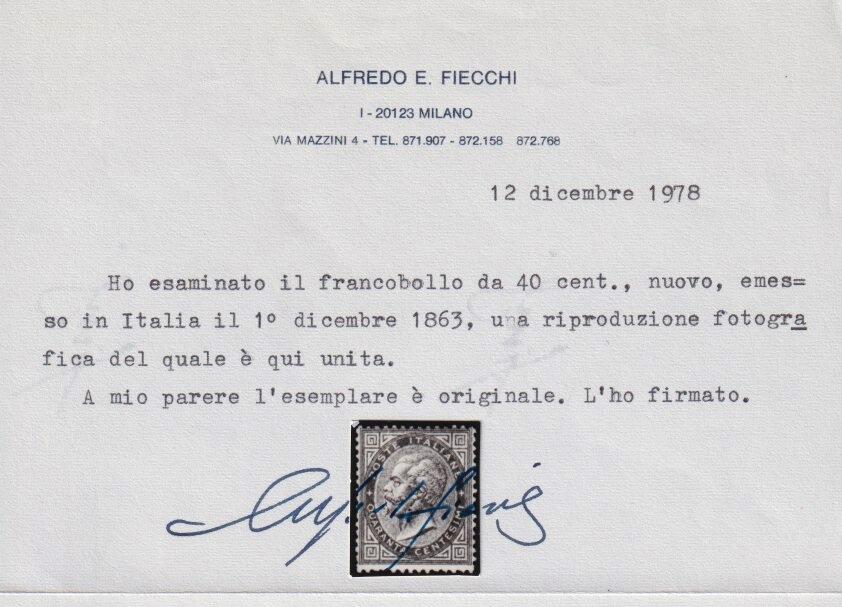 ALFREDO E. FIECCHI
I - 20123 MILANO
VIA MAZZINI 4 - TEL. 871.907 - 872.158 872.768
12 dicembre 1978
Ho esaminato il francobollo da 40 cent., nuovo, emes=
so in Italia il 1° dicembre 1863, una riproduzione fotogra
fica del quale è qui unita.
A mio parere l'esemplare è originale. L'ho firmato.
POSTE ITALIANE
QUARANTA CENTESIMI